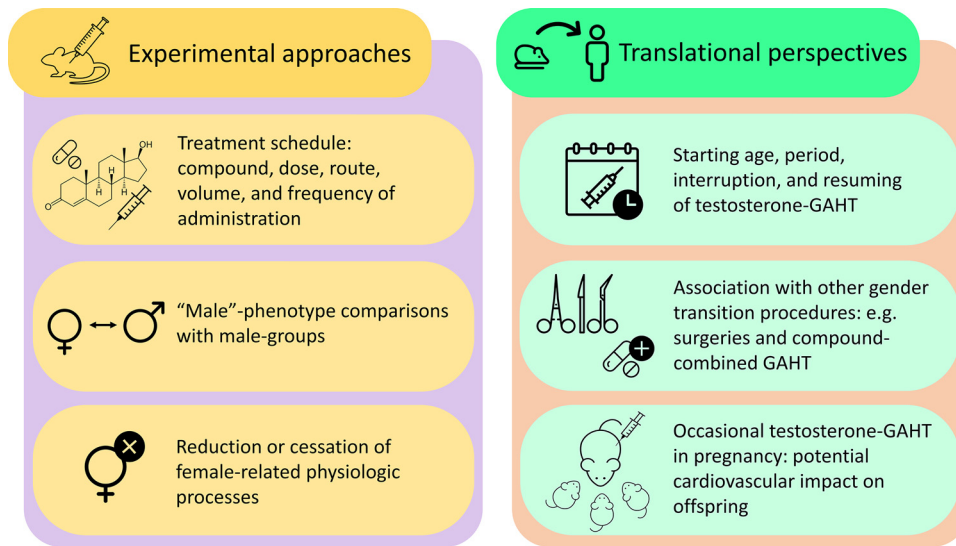 Experimental approaches
Treatment schedule:
compound, dose, route,
volume, and frequency of
administration
OH
H
H
H
O
“Male”-phenotype comparisons
with male-groups
Reduction or cessation of
female-related physiologic
processes
Translational perspectives
Starting age, period,
interruption, and resuming
of testosterone-GAHT
Association with other gender
transition procedures: e.g.
surgeries and compound-
combined GAHT
Occasional testosterone-GAHT
in pregnancy: potential
cardiovascular impact on
offspring